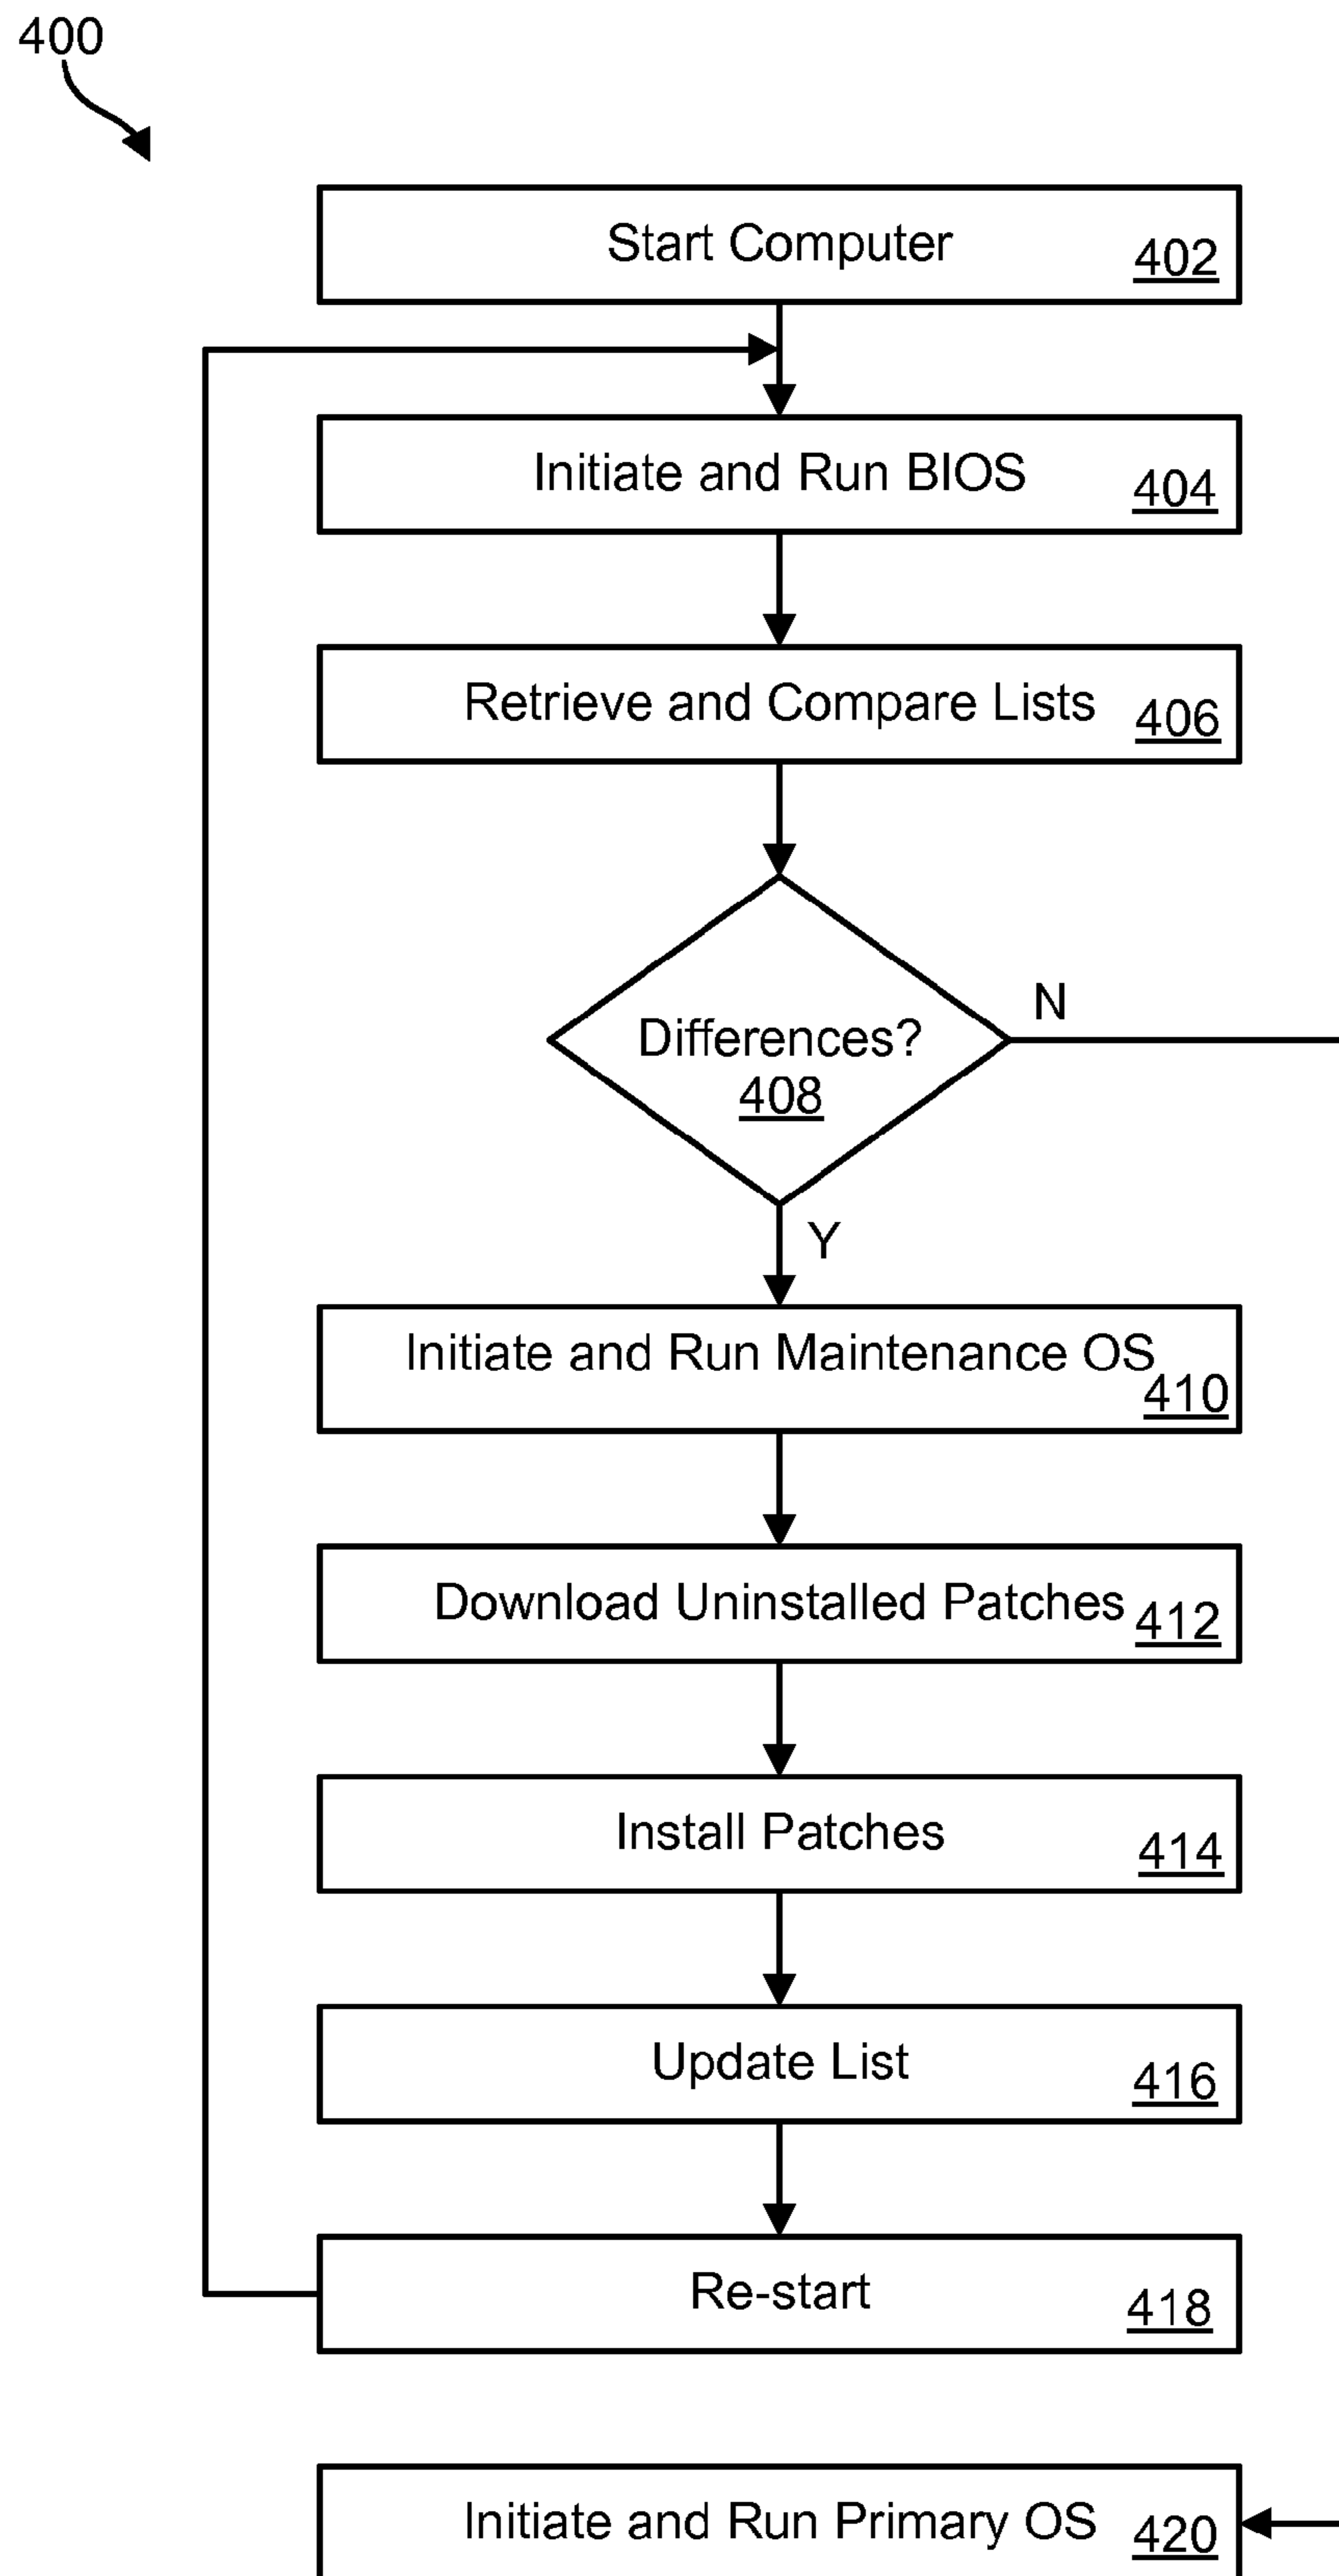 400
Start Computer
402
Initiate and Run BIOS
404
Retrieve and Compare Lists
406
Differences?
408
N
Y
Initiate and Run Maintenance OS
410
Download Uninstalled Patches
412
Install Patches
414
Update List
416
Re-start
418
Initiate and Run Primary OS
420